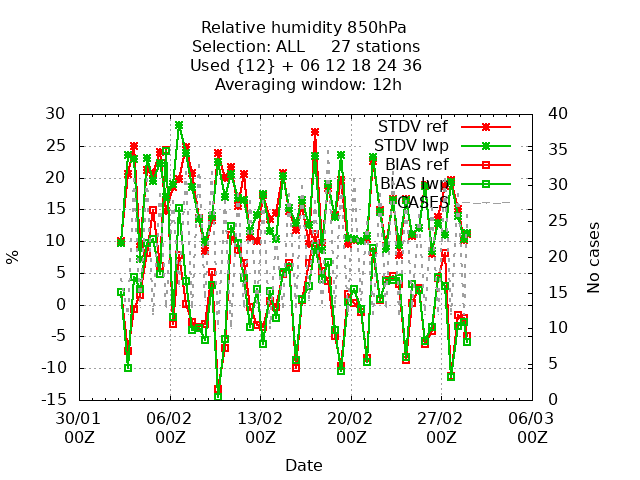 Relative humidity 850hPa
Selection: ALL     27 stations
Used {12} + 06 12 18 24 36
Averaging window: 12h
30
25
20
15
10
5
0
-5
-10
-15
%
40
35
30
25
20
15
10
5
0
No cases
STDV ref
STDV lwp
BIAS ref
BIAS lwp
CASES
30/01 06/02 13/02 20/02 27/02 06/03
00Z 00Z 00Z 00Z 00Z 00Z
Date